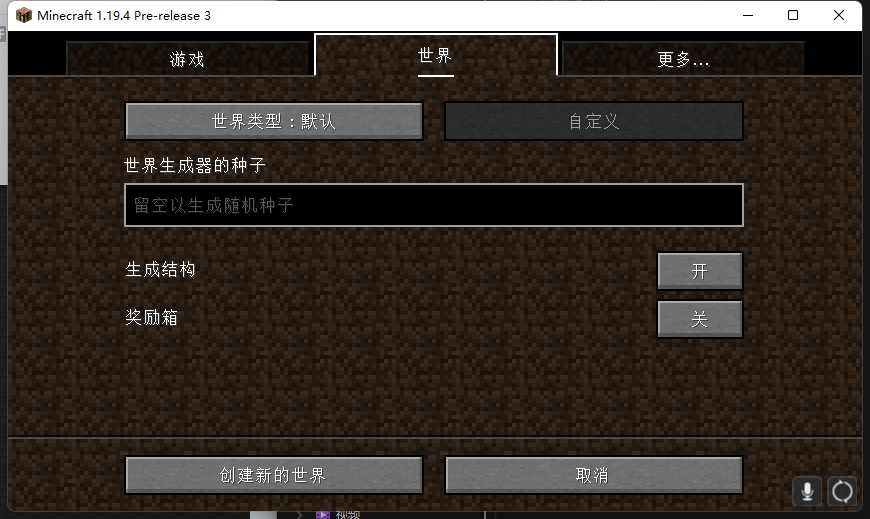 Minecraft 1.19.4 Pre-release 3
游戏
世界
更多...
世界类型：默认
自定义
世界生成器的种子
留空以生成随机种子
生成结构
开
奖励箱
关
创建新的世界
取消
视频